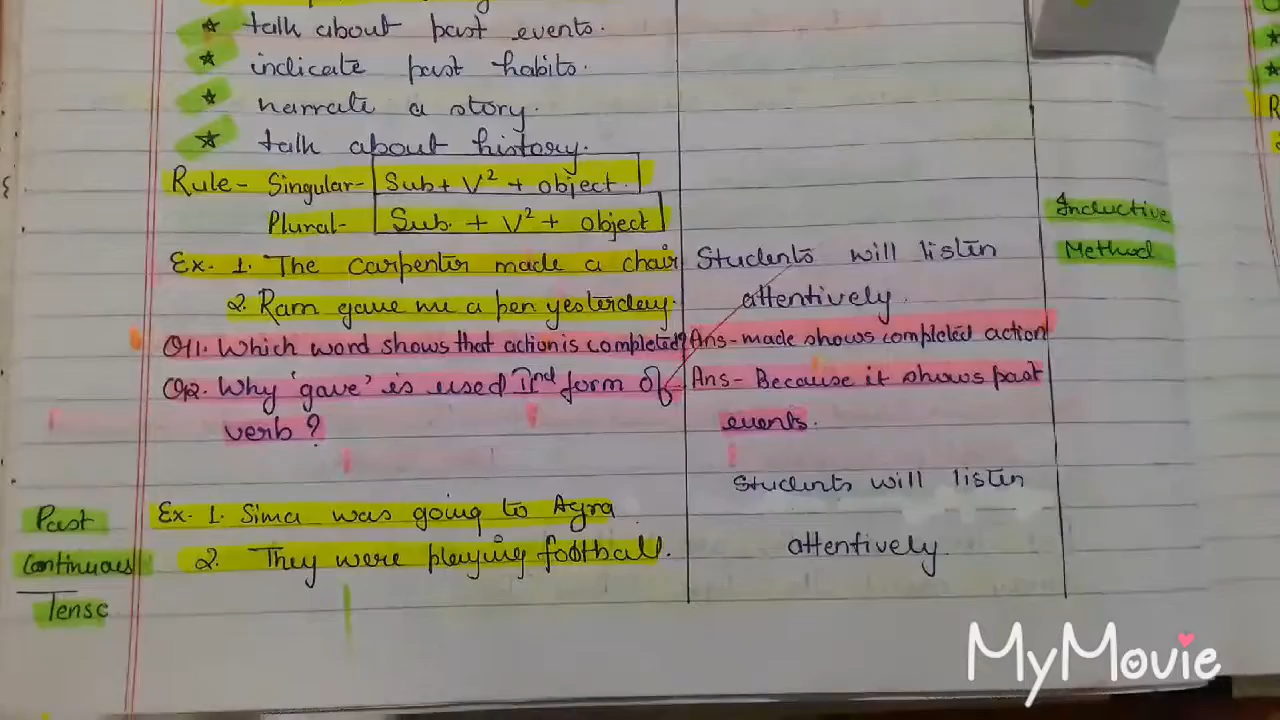 ★ talk about past events.
★ indicate past habits.
★ narrate a story.
★ talk about history.
Rule- Singular- Sub + V² + object.
Plural- Sub. + V² + object
Ex- 1. The carpenter made a chair
2. Ram gave me a pen yesterday.
Students will listen
attentively.
Inductive
Method
Q1. Which word shows that action is completed?
Ans- made shows completed action
Q2. Why 'gave' is used IInd form of
verb?
Ans- Because it shows past
events.
Students will listen
attentively.
Past
Continuous
Tense
Ex- 1. Sima was going to Agra
2. They were playing football.
MyMovie